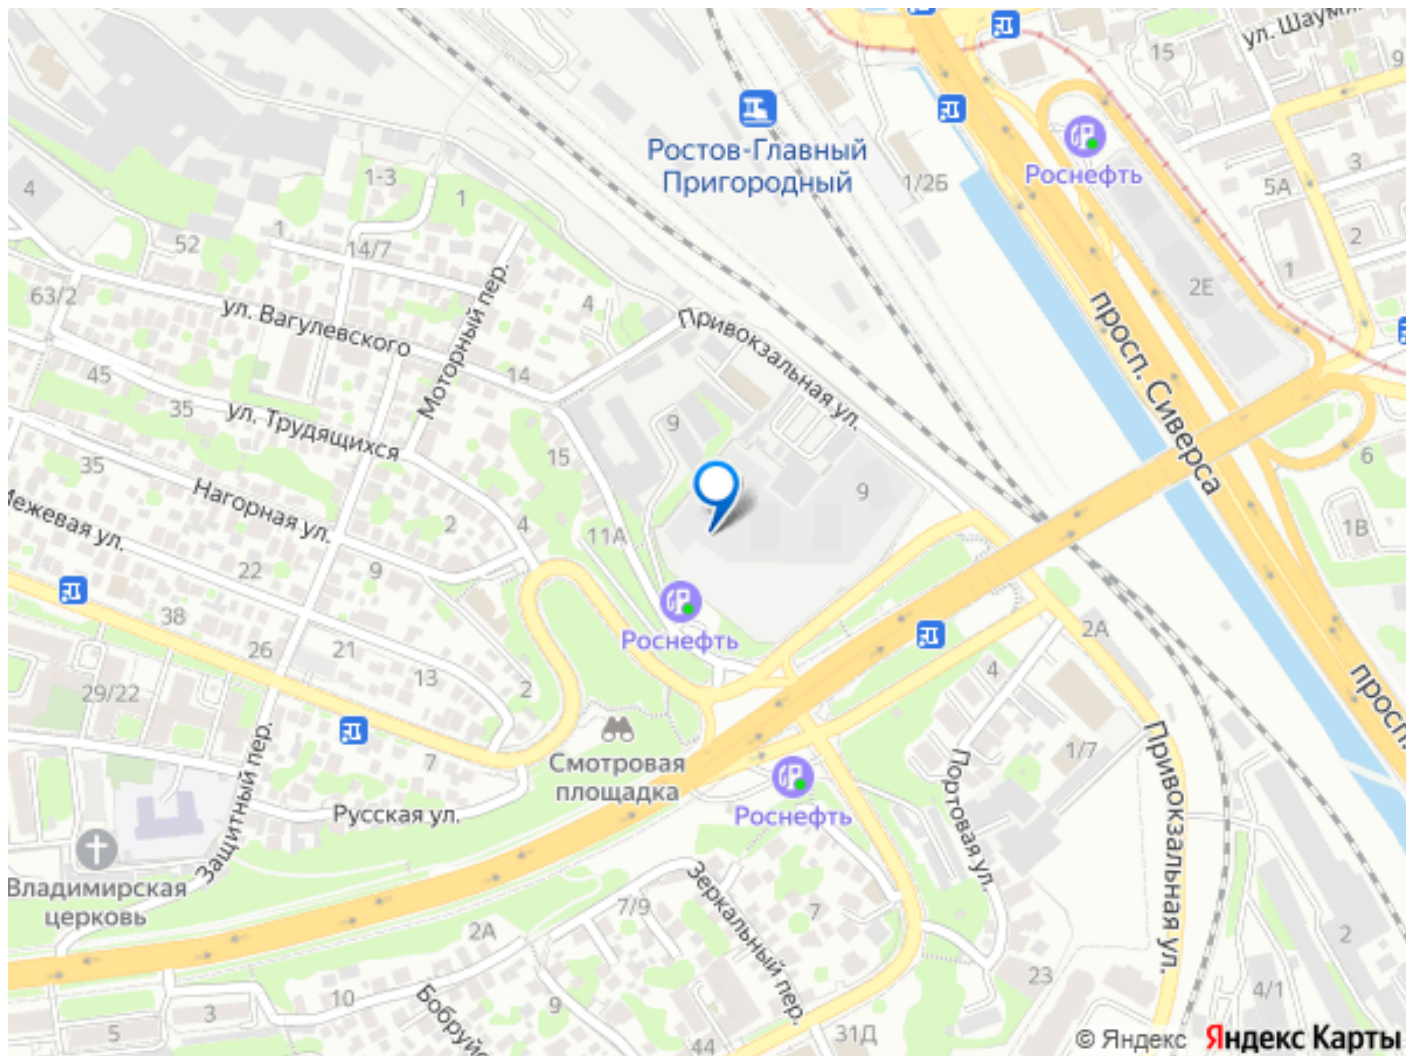 ул. Шаумя
15
9
Ростов-Главный
Пригородный
1/2Б
Роснефть
3
5А
2
1
2Е
4
1-3
1
52
1
14/7
63/2
ул. Вагулевского
Моторный пер.
4
Привокзальная ул.
просп. Сиверса
14
45
35
ул. Трудящихся
15
9
9
6
1В
35
Нагорная ул.
Межевая ул.
2
4
11А
22
9
38
26
21
13
2
Роснефть
2А
4
29/22
7
Смотровая
площадка
Роснефть
1/7
просп.
Портовая ул.
Привокзальная ул.
Русская ул.
Защитный пер.
Владимирская
церковь
7/9
2А
Зеркальный пер.
7
10
3
5
Бобруйс
9
44
31Д
23
2
4/1
© Яндекс Яндекс Карты